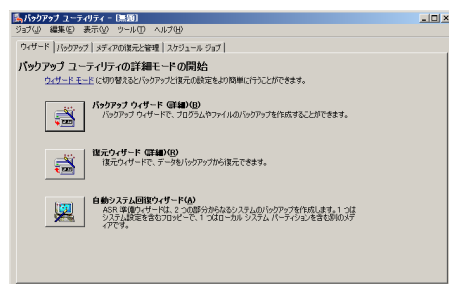 バックアップ ユーティリティ - [無題]
ジョブ(J) 編集(E) 表示(V) ツール(T) ヘルプ(H)
ウィザード バックアップ メディアの復元と管理 スケジュール ジョブ
バックアップ ユーティリティの詳細モードの開始
ウィザード モードに切り替えるとバックアップと復元の設定をより簡単に行うことができます。
バックアップ ウィザード (詳細)(B)
バックアップ ウィザードで、プログラムやファイルのバックアップを作成することができます。
復元ウィザード (詳細)(R)
復元ウィザードで、データをバックアップから復元できます。
自動システム回復ウィザード(A)
ASR 準備ウィザードは、2 つの部分からなるシステムのバックアップを作成します。1 つは
システム設定を含むフロッピーで、1 つはローカル システム パーティションを含む別のメデ
ィアです。